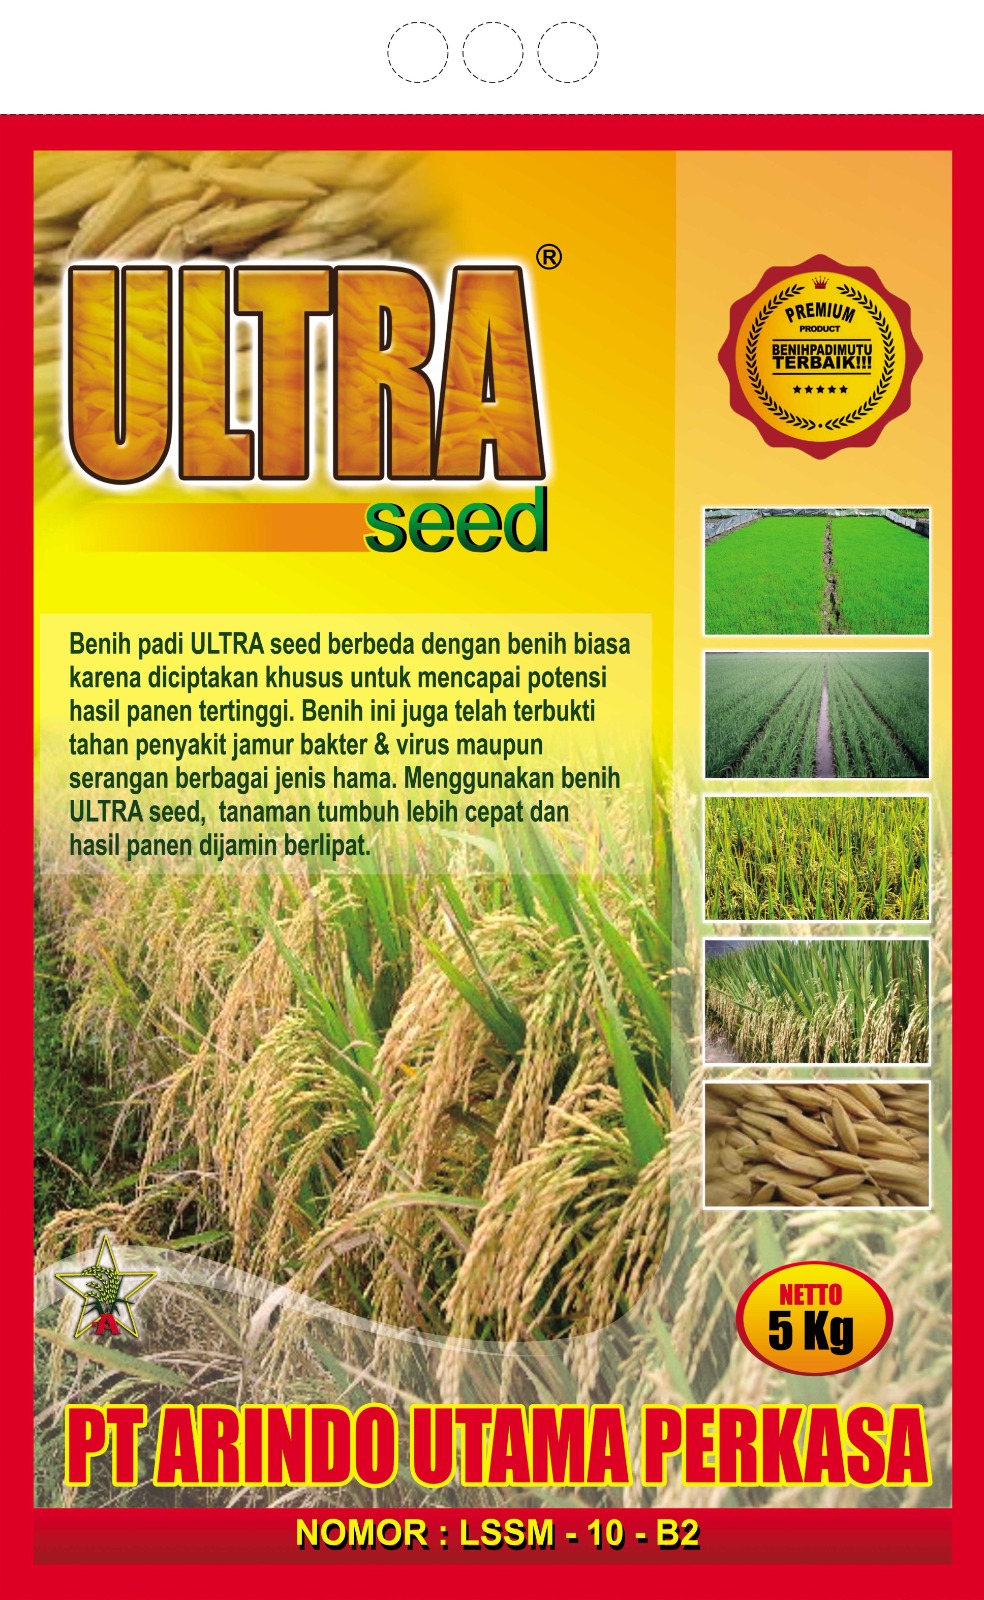 ULTRA®
seed
PREMIUM
PRODUCT
BENIHPADIMUTU
TERBAIK!!!
Benih padi ULTRA seed berbeda dengan benih biasa
karena diciptakan khusus untuk mencapai potensi
hasil panen tertinggi. Benih ini juga telah terbukti
tahan penyakit jamur bakter & virus maupun
serangan berbagai jenis hama. Menggunakan benih
ULTRA seed, tanaman tumbuh lebih cepat dan
hasil panen dijamin berlipat.
A
NETTO
5 Kg
PT ARINDO UTAMA PERKASA
NOMOR : LSSM - 10 - B2